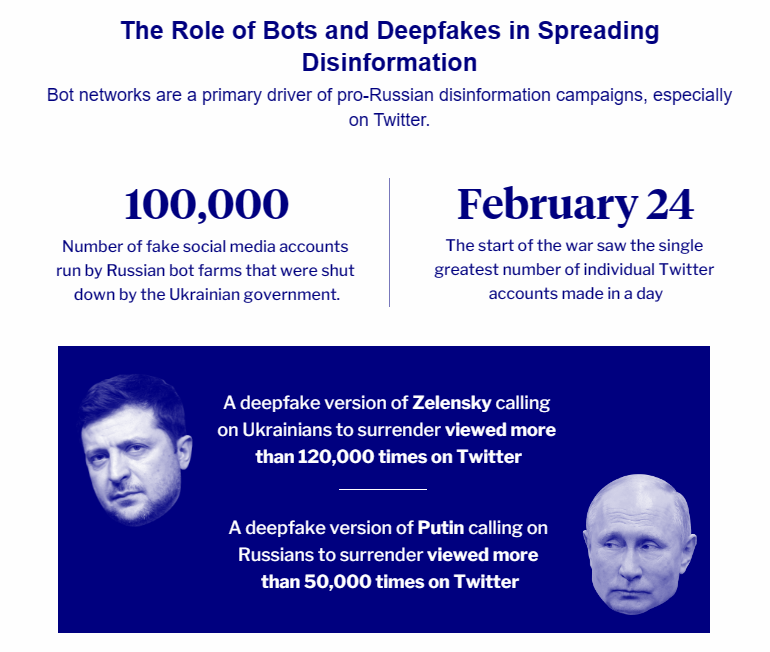 The Role of Bots and Deepfakes in Spreading
Disinformation
Bot networks are a primary driver of pro-Russian disinformation campaigns, especially
on Twitter.
100,000
Number of fake social media accounts
run by Russian bot farms that were shut
down by the Ukrainian government.
February 24
The start of the war saw the single
greatest number of individual Twitter
accounts made in a day
A deepfake version of Zelensky calling
on Ukrainians to surrender viewed more
than 120,000 times on Twitter
A deepfake version of Putin calling on
Russians to surrender viewed more
than 50,000 times on Twitter